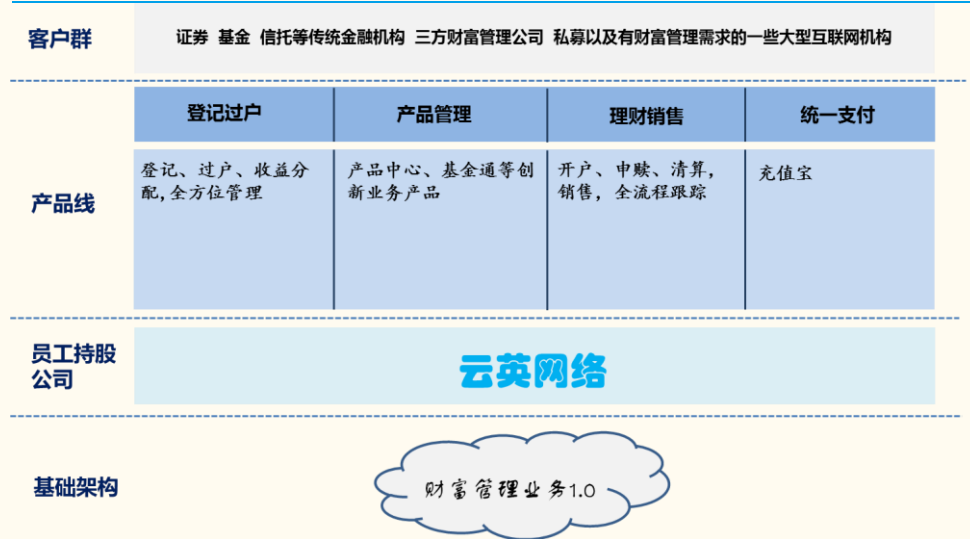 客户群
证券 基金 信托等传统金融机构 三方财富管理公司 私募以及有财富管理需求的一些大型互联网机构
登记过户
产品管理
理财销售
统一支付
产品线
登记、过户、收益分
配,全方位管理
产品中心、基金通等创
新业务产品
开户、申赎、清算，
销售，全流程跟踪
充值宝
员工持股
公司
云英网络
基础架构
财富管理业务1.0